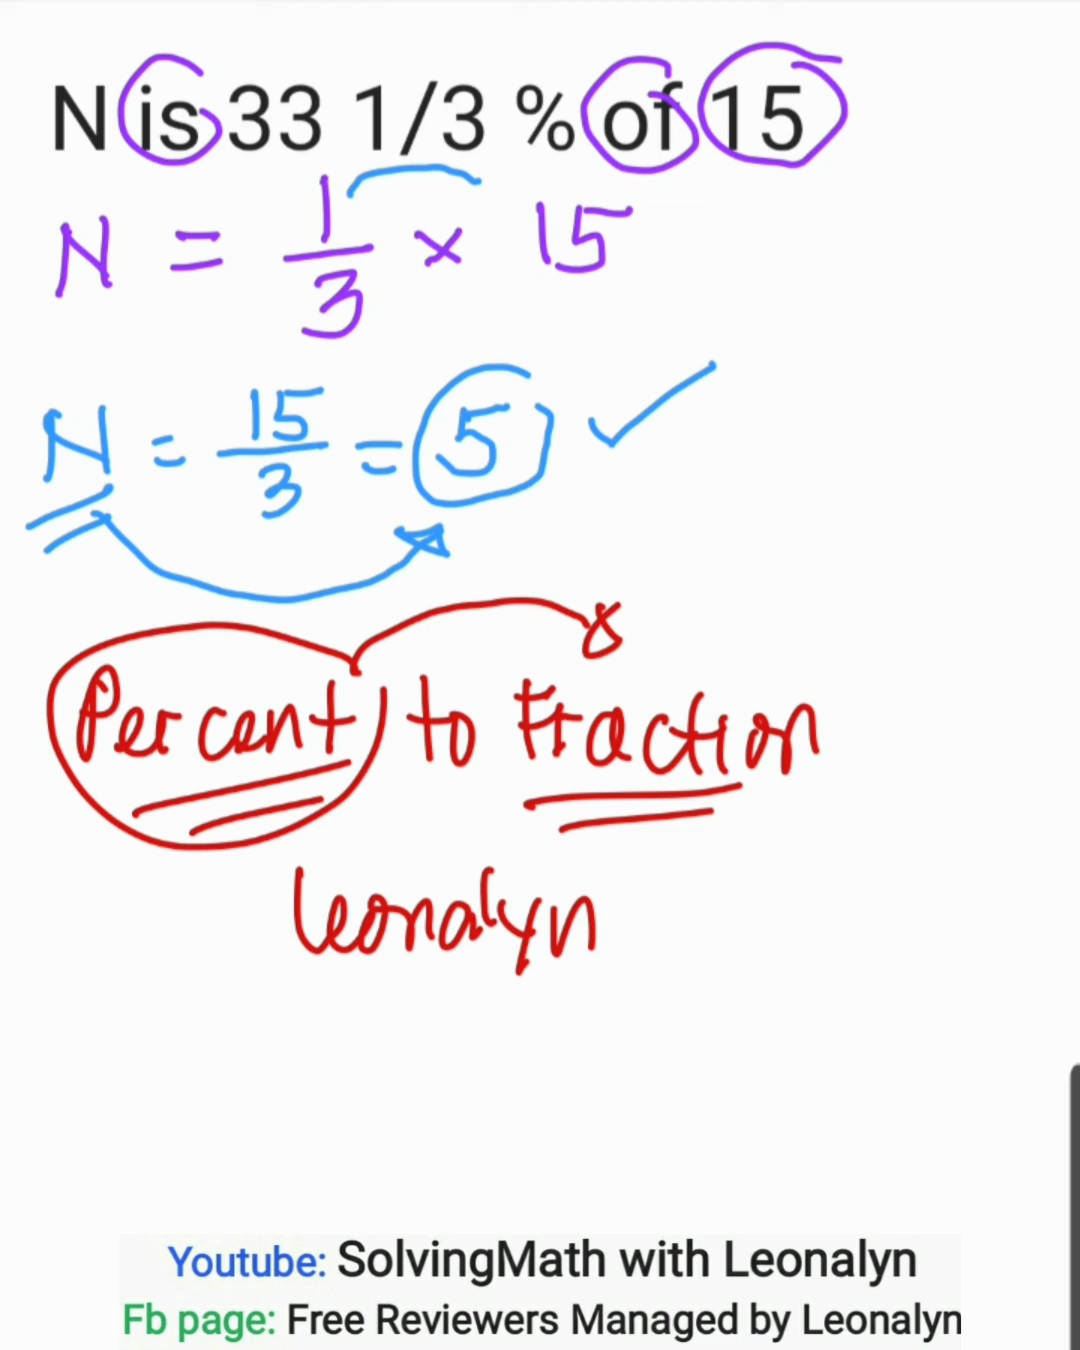 N is 33 1/3 % of 15
N = 1/3 × 15
N = 15/3 = 5 ✓
Percent to Fraction
Leonalyn
Youtube: SolvingMath with Leonalyn
Fb page: Free Reviewers Managed by Leonalyn